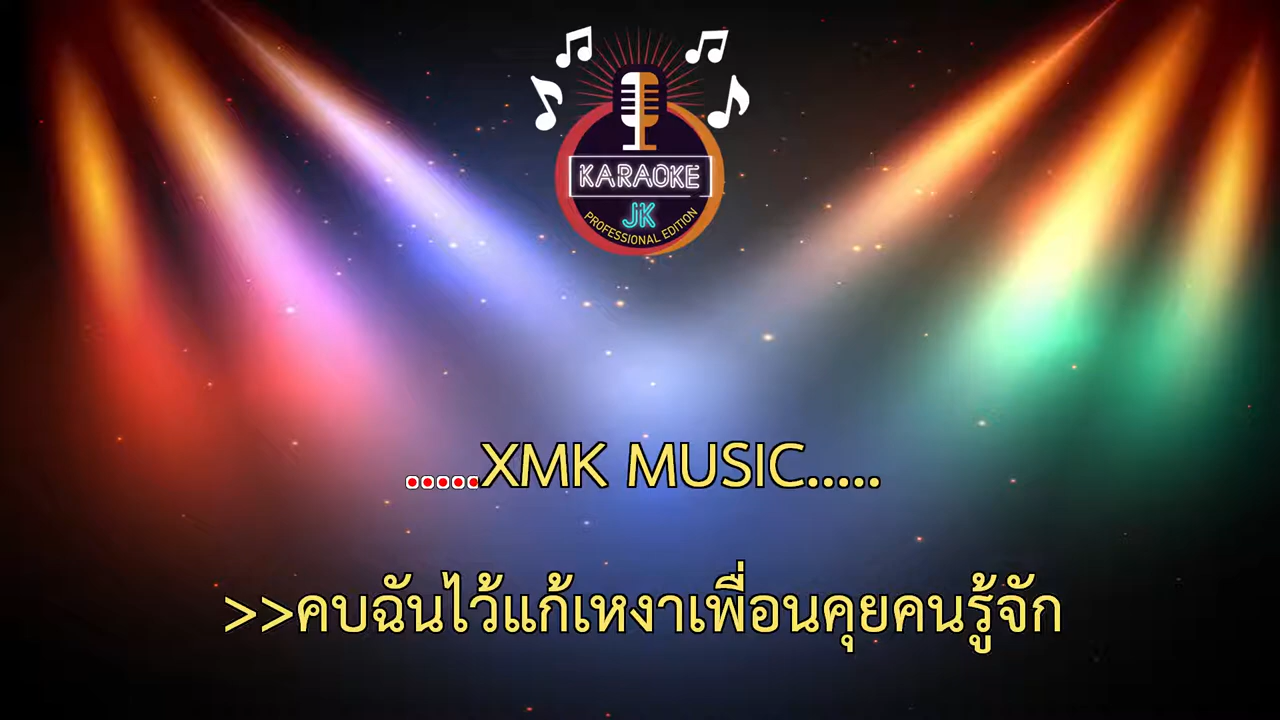 KARAOKE
JK
PROFESSIONAL EDITION
.....XMK MUSIC.....
>>คบฉันไว้แก้เหงาเพื่อนคุยคนรู้จัก